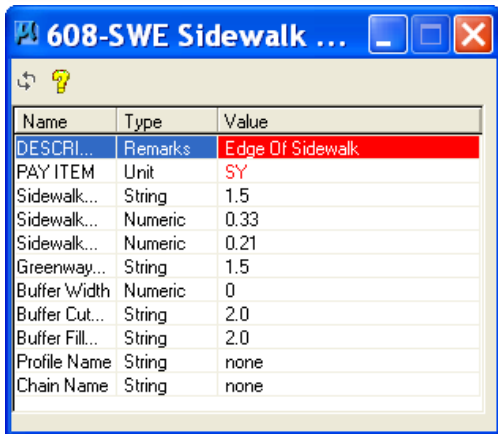 608-SWE Sidewalk ...
Name Type Value
DESCRI... Remarks Edge Of Sidewalk
PAY ITEM Unit SY
Sidewalk... String 1.5
Sidewalk... Numeric 0.33
Sidewalk... Numeric 0.21
Greenway... String 1.5
Buffer Width Numeric 0
Buffer Cut... String 2.0
Buffer Fill... String 2.0
Profile Name String none
Chain Name String none